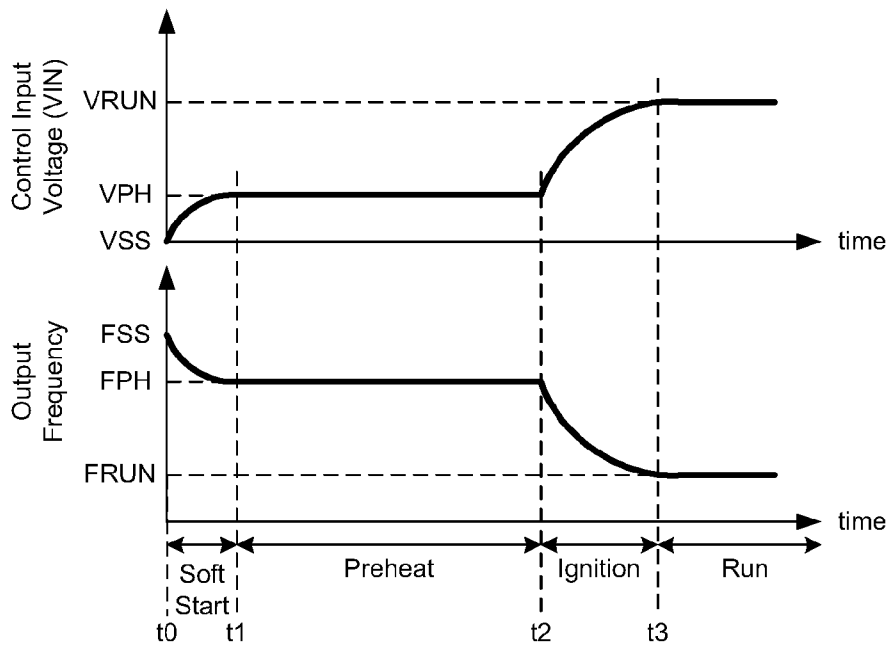 Control Input
Voltage (VIN)
VRUN
VPH
VSS
time
Output
Frequency
FSS
FPH
FRUN
time
Soft
Start
Preheat
Ignition
Run
t0
t1
t2
t3